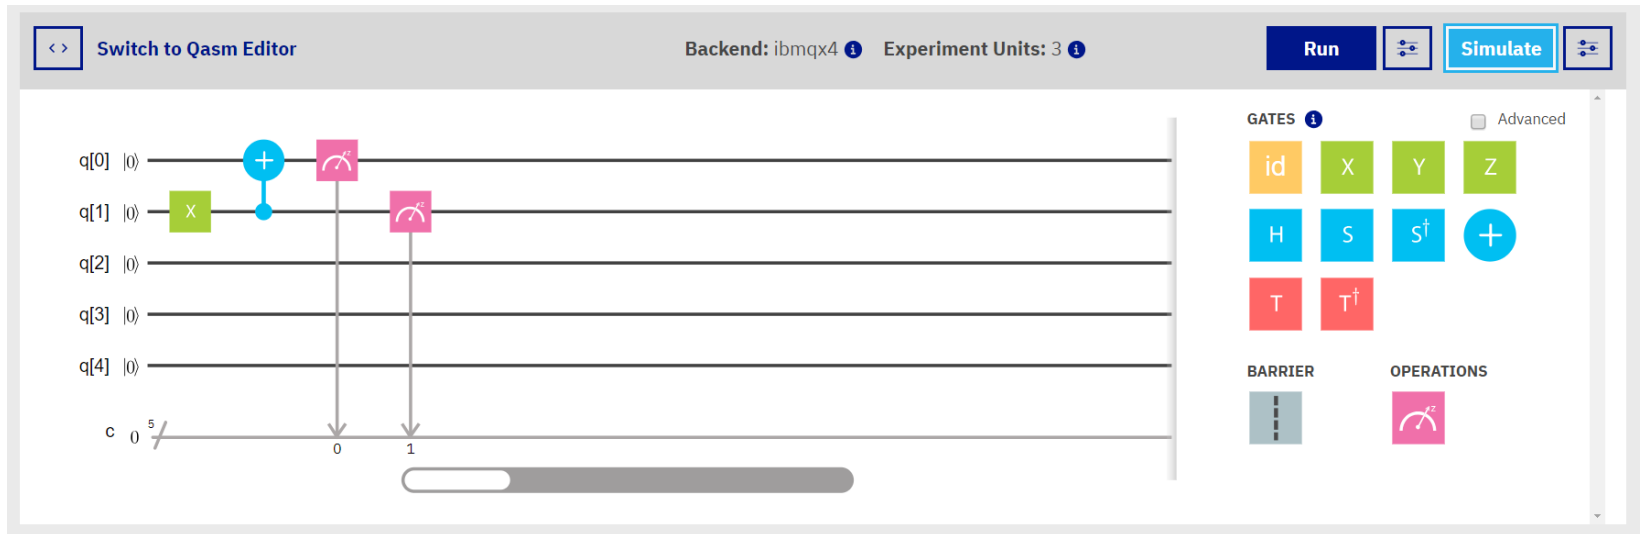 <> Switch to Qasm Editor Backend: ibmqx4 i Experiment Units: 3 i Run Simulate
GATES i Advanced
q[0] |0⟩ + z
q[1] |0⟩ X z
q[2] |0⟩
q[3] |0⟩
q[4] |0⟩
c 0 5
0 1
id X Y Z
H S S† +
T T†
BARRIER OPERATIONS
z